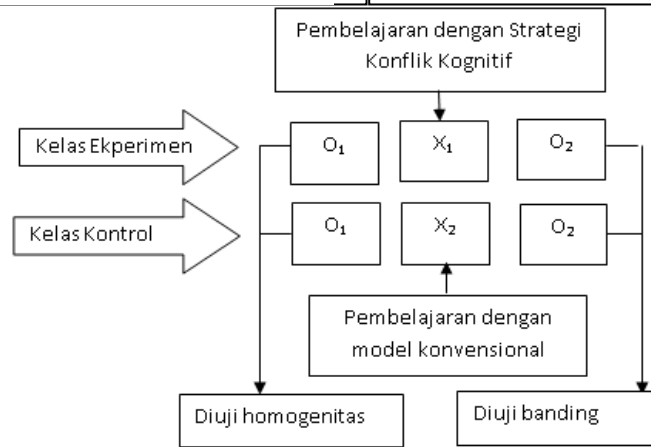 Pembelajaran dengan Strategi
Konflik Kognitif
Kelas Ekperimen
O₁
X₁
O₂
Kelas Kontrol
O₁
X₂
O₂
Pembelajaran dengan
model konvensional
Diuji homogenitas
Diuji banding